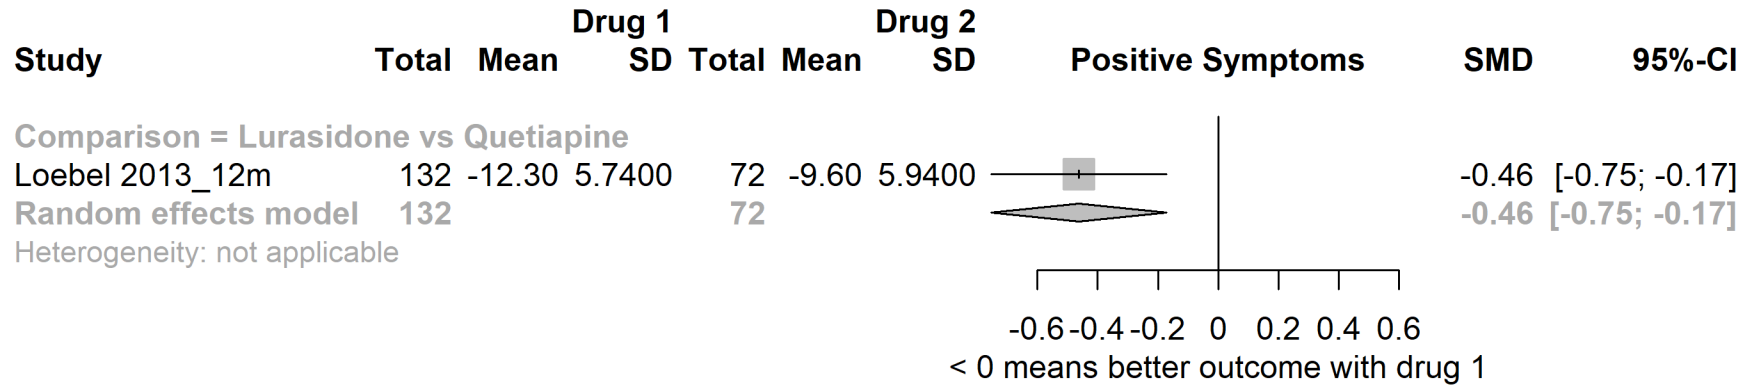 Drug 1 Drug 2
Study Total Mean SD Total Mean SD Positive Symptoms SMD 95%-CI
Comparison = Lurasidone vs Quetiapine
Loebel 2013_12m 132 -12.30 5.7400 72 -9.60 5.9400 -0.46 [-0.75; -0.17]
Random effects model 132 72 -0.46 [-0.75; -0.17]
Heterogeneity: not applicable
-0.6 -0.4 -0.2 0 0.2 0.4 0.6
< 0 means better outcome with drug 1